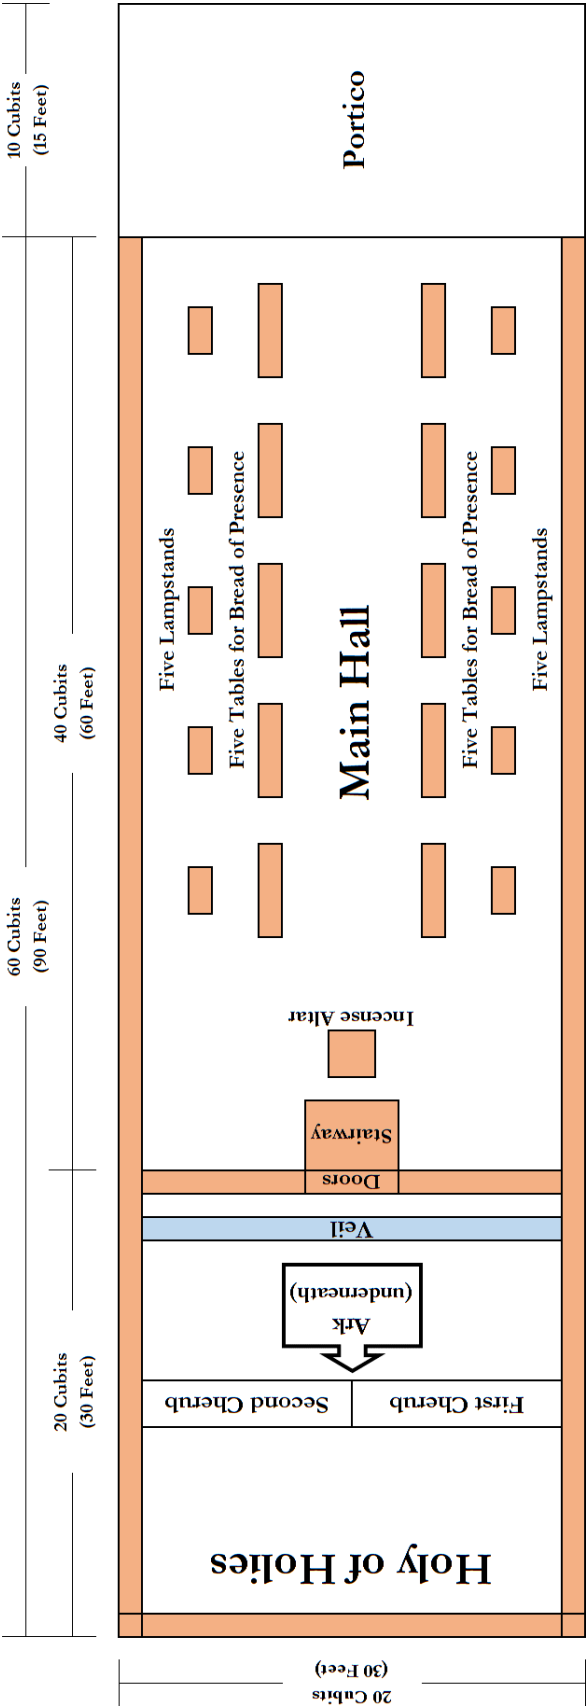 10 Cubits
(15 Feet)
Portico
Five Lampstands
Five Tables for Bread of Presence
Main Hall
Five Tables for Bread of Presence
Five Lampstands
40 Cubits
(60 Feet)
60 Cubits
(90 Feet)
Incense Altar
Stairway
Doors
Veil
Ark
(underneath)
First Cherub
Second Cherub
20 Cubits
(30 Feet)
Holy of Holies
20 Cubits
(30 Feet)